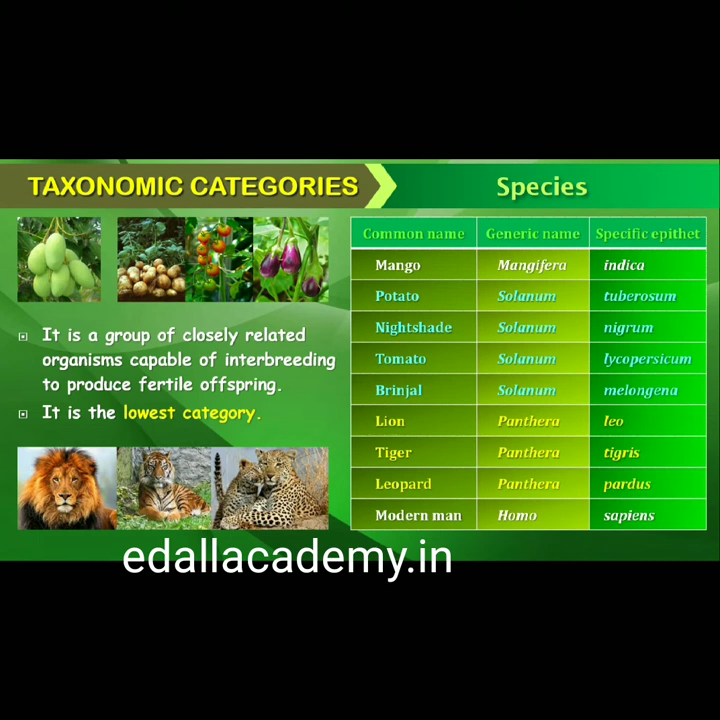 TAXONOMIC CATEGORIES
Species
It is a group of closely related
organisms capable of interbreeding
to produce fertile offspring.
It is the lowest category.
Common name Generic name Specific epithet
Mango Mangifera indica
Potato Solanum tuberosum
Nightshade Solanum nigrum
Tomato Solanum lycopersicum
Brinjal Solanum melongena
Lion Panthera leo
Tiger Panthera tigris
Leopard Panthera pardus
Modern man Homo sapiens
edallacademy.in